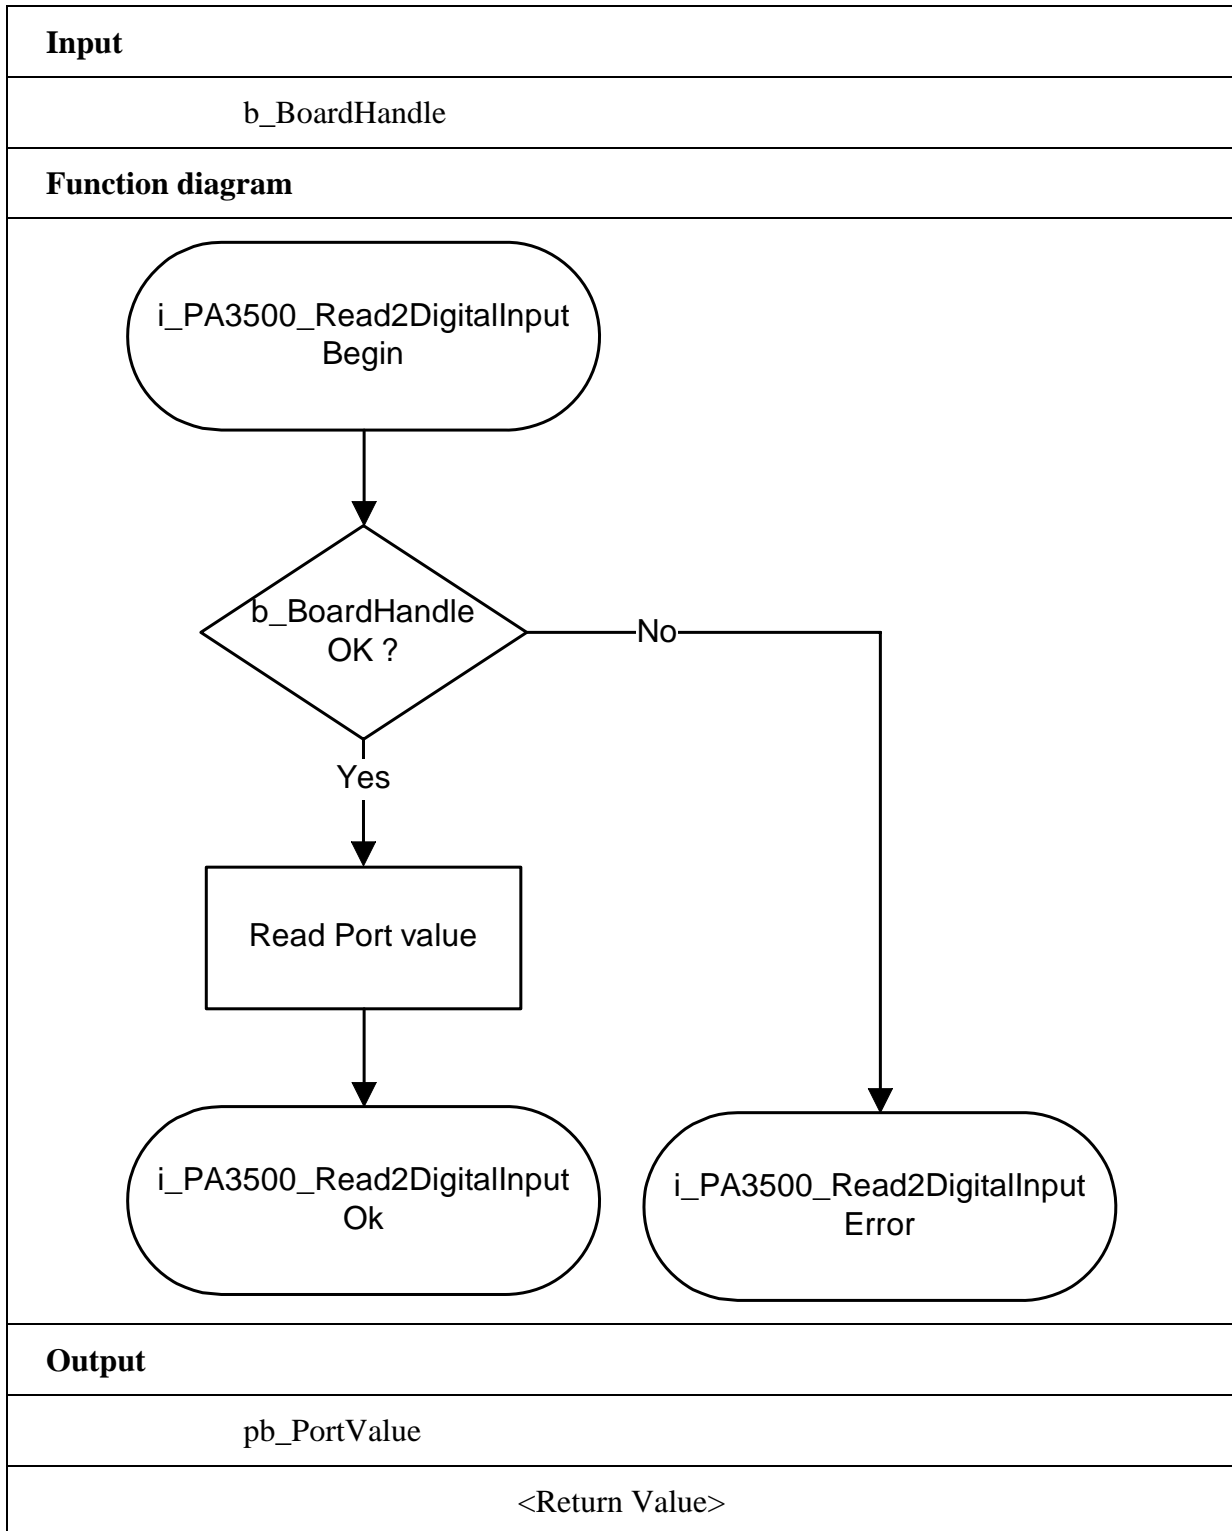 Input
b_BoardHandle
Function diagram
i_PA3500_Read2DigitalInput
Begin
b_BoardHandle
OK ?
No
Yes
Read Port value
i_PA3500_Read2DigitalInput
Ok
i_PA3500_Read2DigitalInput
Error
Output
pb_PortValue
<Return Value>